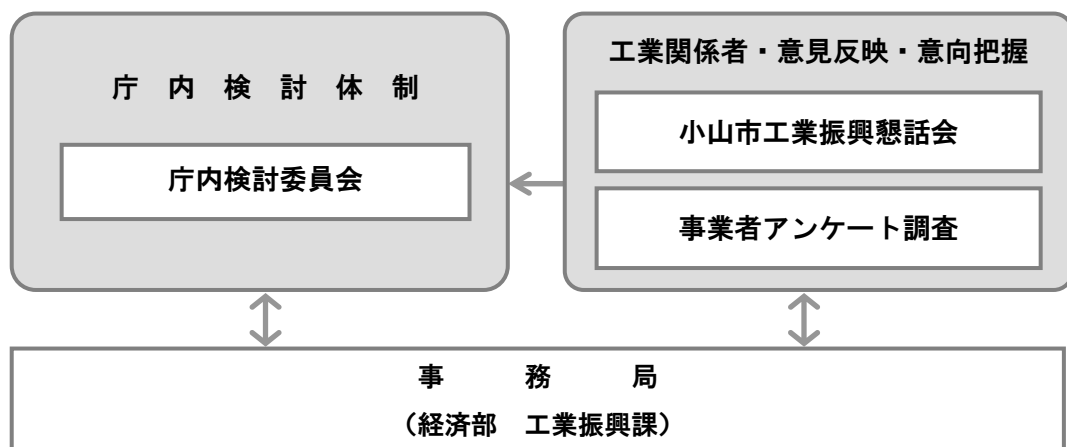 庁 内 検 討 体 制
庁内検討委員会
工業関係者・意見反映・意向把握
小山市工業振興懇話会
事業者アンケート調査
事 務 局
（経済部 工業振興課）